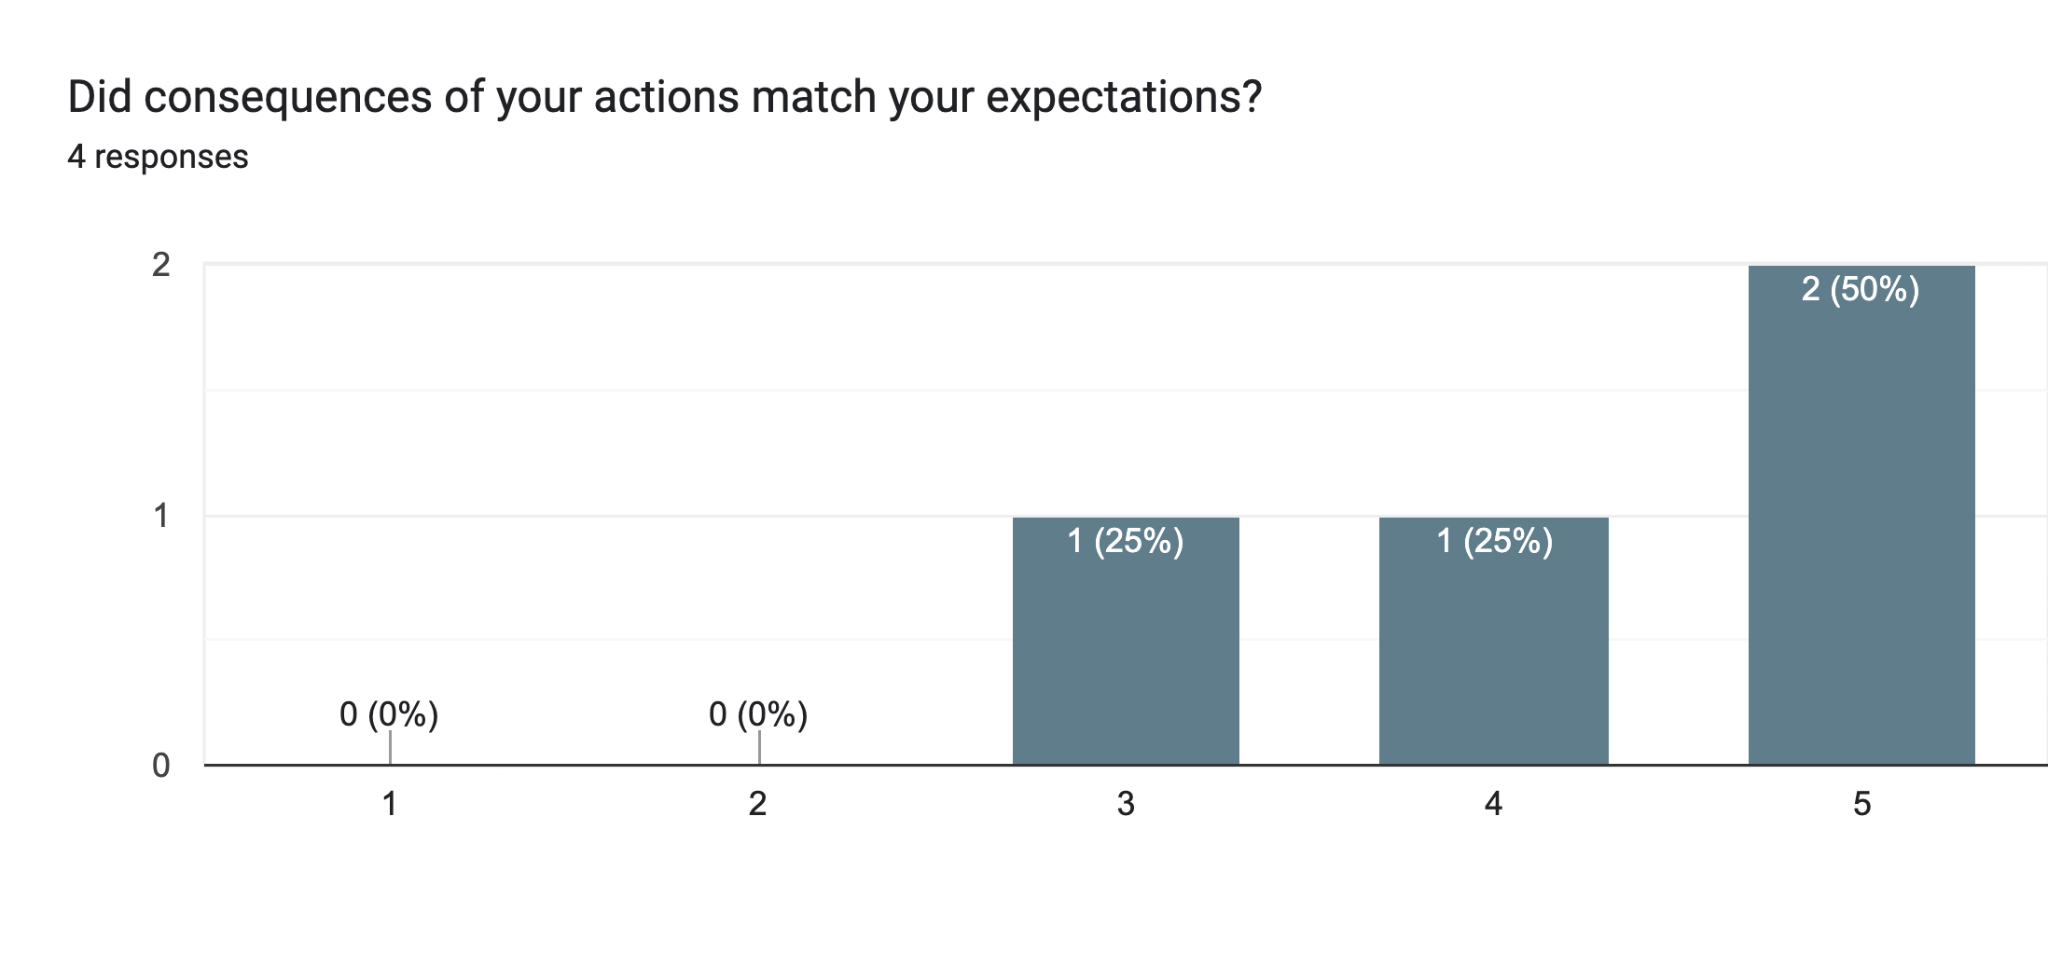 Did consequences of your actions match your expectations?
4 responses
2
2 (50%)
1
1 (25%) 1 (25%)
0 (0%) 0 (0%)
0
1 2 3 4 5